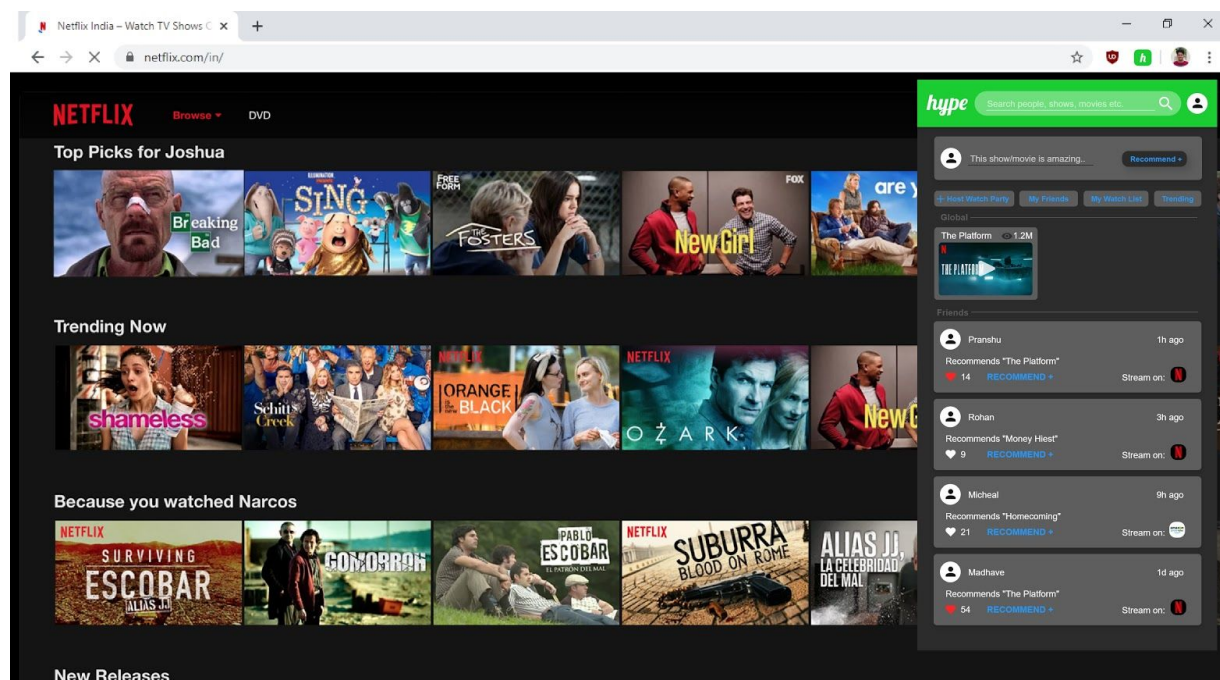 Netflix India – Watch TV Shows
netflix.com/in/
NETFLIX
Browse
DVD
Top Picks for Joshua
Breaking
Bad
ILLUMINATION
SING
FREE
FORM
THE
FOSTERS
FOX
New Girl
are y
Trending Now
shameless
Schitt's
Creek
NETFLIX
ORANGE
IS THE NEW
BLACK
NETFLIX
OZARK
New G
Because you watched Narcos
NETFLIX
SURVIVING
ESCOBAR
ALIAS JJ
GOMORRAH
PABLO
ESCOBAR
EL PATRÓN DEL MAL
NETFLIX
SUBURRA
BLOOD ON ROME
ALIAS JJ,
LA CELEBRIDAD
DEL MAL
New Releases
hype
Search people, shows, movies etc.
This show/movie is amazing..
Recommend +
+ Host Watch Party
My Friends
My Watch List
Trending
Global
The Platform 1.2M
N
THE PLATFORM
Friends
Pranshu 1h ago
Recommends "The Platform"
14 RECOMMEND + Stream on: N
Rohan 3h ago
Recommends "Money Hiest"
9 RECOMMEND + Stream on: N
Micheal 9h ago
Recommends "Homecoming"
21 RECOMMEND + Stream on:
Madhave 1d ago
Recommends "The Platform"
54 RECOMMEND + Stream on: N